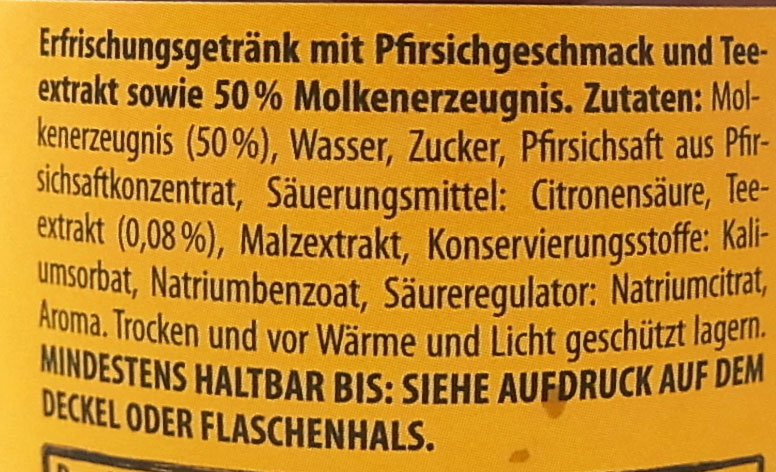 Erfrischungsgetränk mit Pfirsichgeschmack und Tee-
extrakt sowie 50 % Molkenerzeugnis. Zutaten: Mol-
kenerzeugnis (50 %), Wasser, Zucker, Pfirsichsaft aus Pfir-
sichsaftkonzentrat, Säuerungsmittel: Citronensäure, Tee-
extrakt (0,08 %), Malzextrakt, Konservierungsstoffe: Kali-
umsorbat, Natriumbenzoat, Säureregulator: Natriumcitrat,
Aroma. Trocken und vor Wärme und Licht geschützt lagern.
MINDESTENS HALTBAR BIS: SIEHE AUFDRUCK AUF DEM
DECKEL ODER FLASCHENHALS.